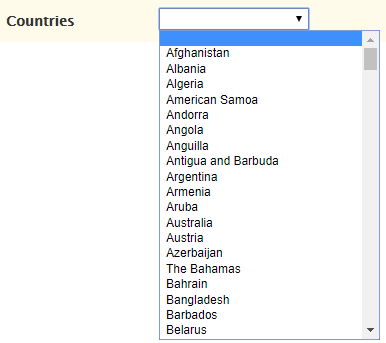 Countries
Afghanistan
Albania
Algeria
American Samoa
Andorra
Angola
Anguilla
Antigua and Barbuda
Argentina
Armenia
Aruba
Australia
Austria
Azerbaijan
The Bahamas
Bahrain
Bangladesh
Barbados
Belarus